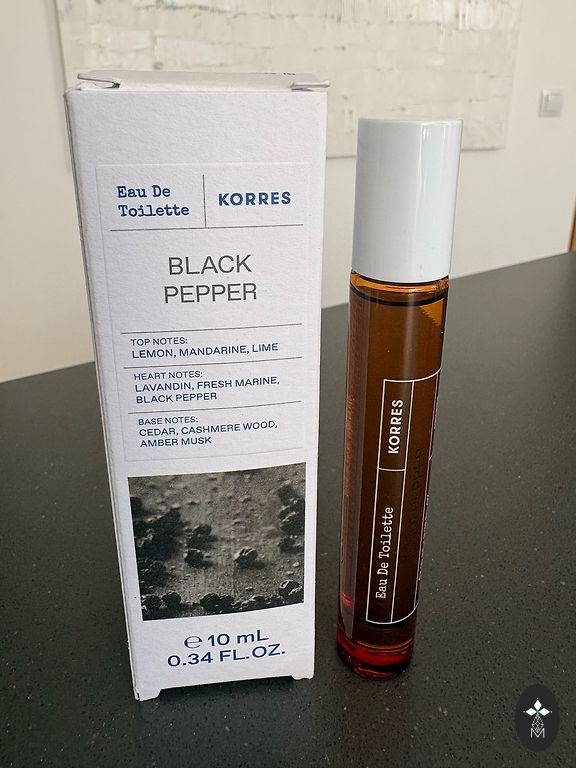 Eau De
Toilette
KORRES
BLACK
PEPPER
TOP NOTES:
LEMON, MANDARINE, LIME
HEART NOTES:
LAVANDIN, FRESH MARINE,
BLACK PEPPER
BASE NOTES:
CEDAR, CASHMERE WOOD,
AMBER MUSK
℮ 10 mL
0.34 FL.OZ.
KORRES
Eau De Toilette
M